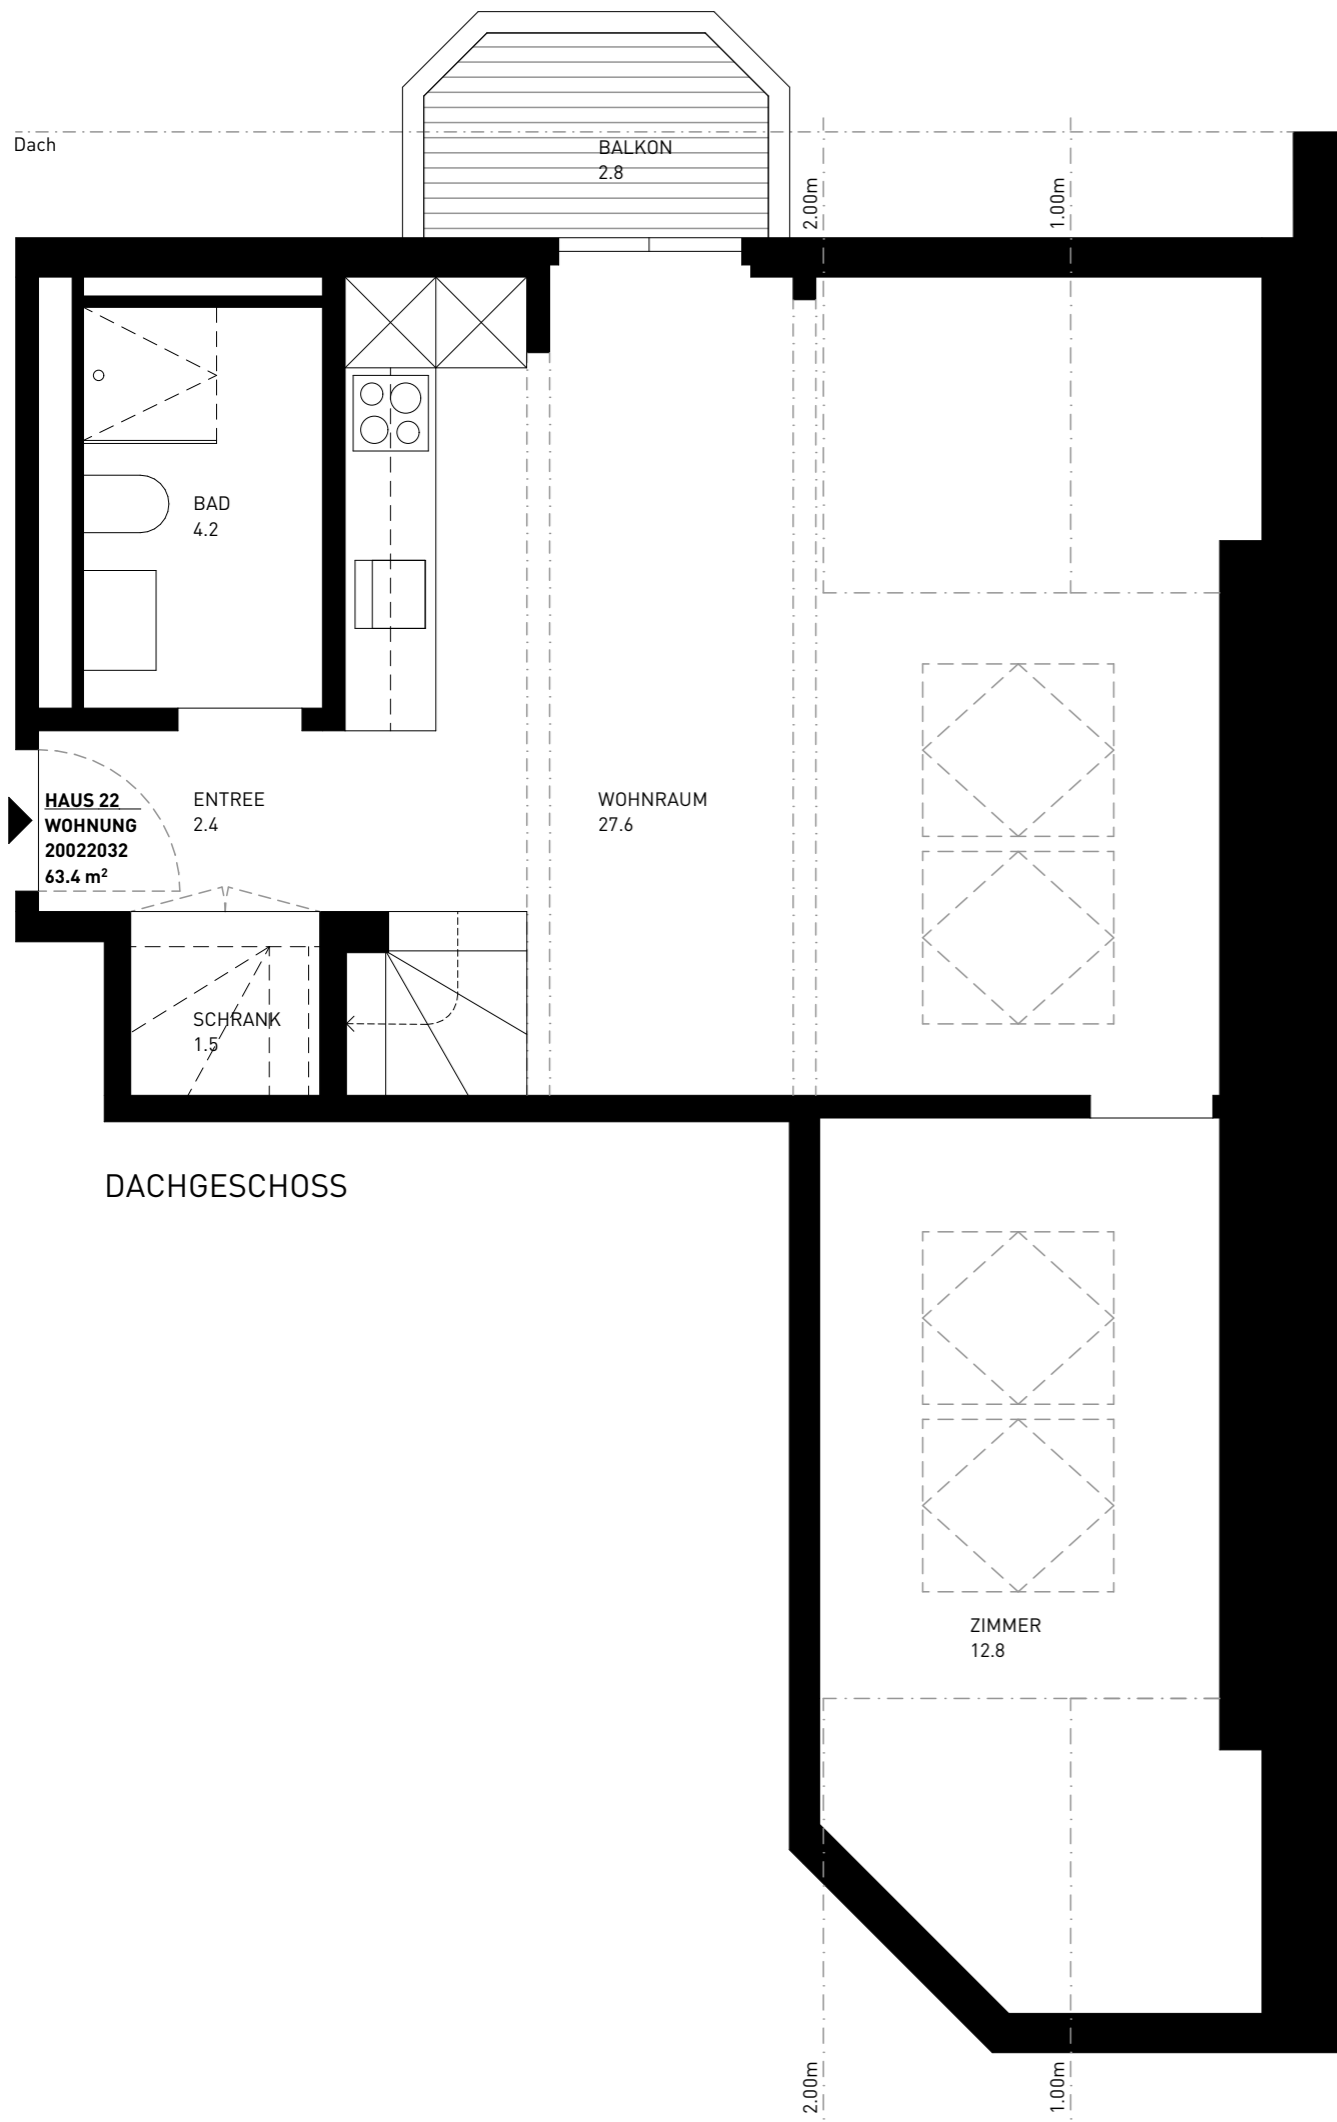 Dach
BALKON
2.8
2.00m
1.00m
BAD
4.2
HAUS 22
WOHNUNG
20022032
63.4 m²
ENTREE
2.4
WOHNRAUM
27.6
SCHRANK
1.5
DACHGESCHOSS
ZIMMER
12.8
2.00m
1.00m